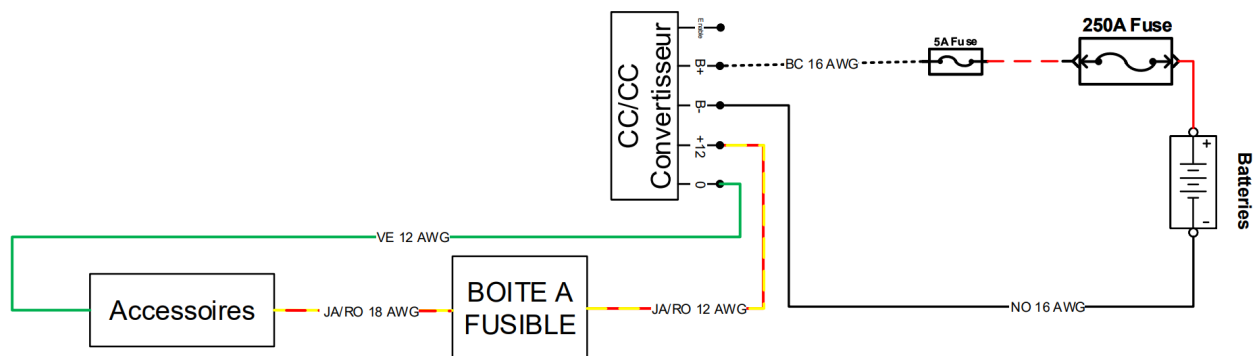 Enable
B+
B-
+12
0
CC/CC
Convertisseur
BC 16 AWG
5A Fuse
250A Fuse
+
-
Batteries
VE 12 AWG
Accessoires
JA/RO 18 AWG
BOITE A
FUSIBLE
JA/RO 12 AWG
NO 16 AWG